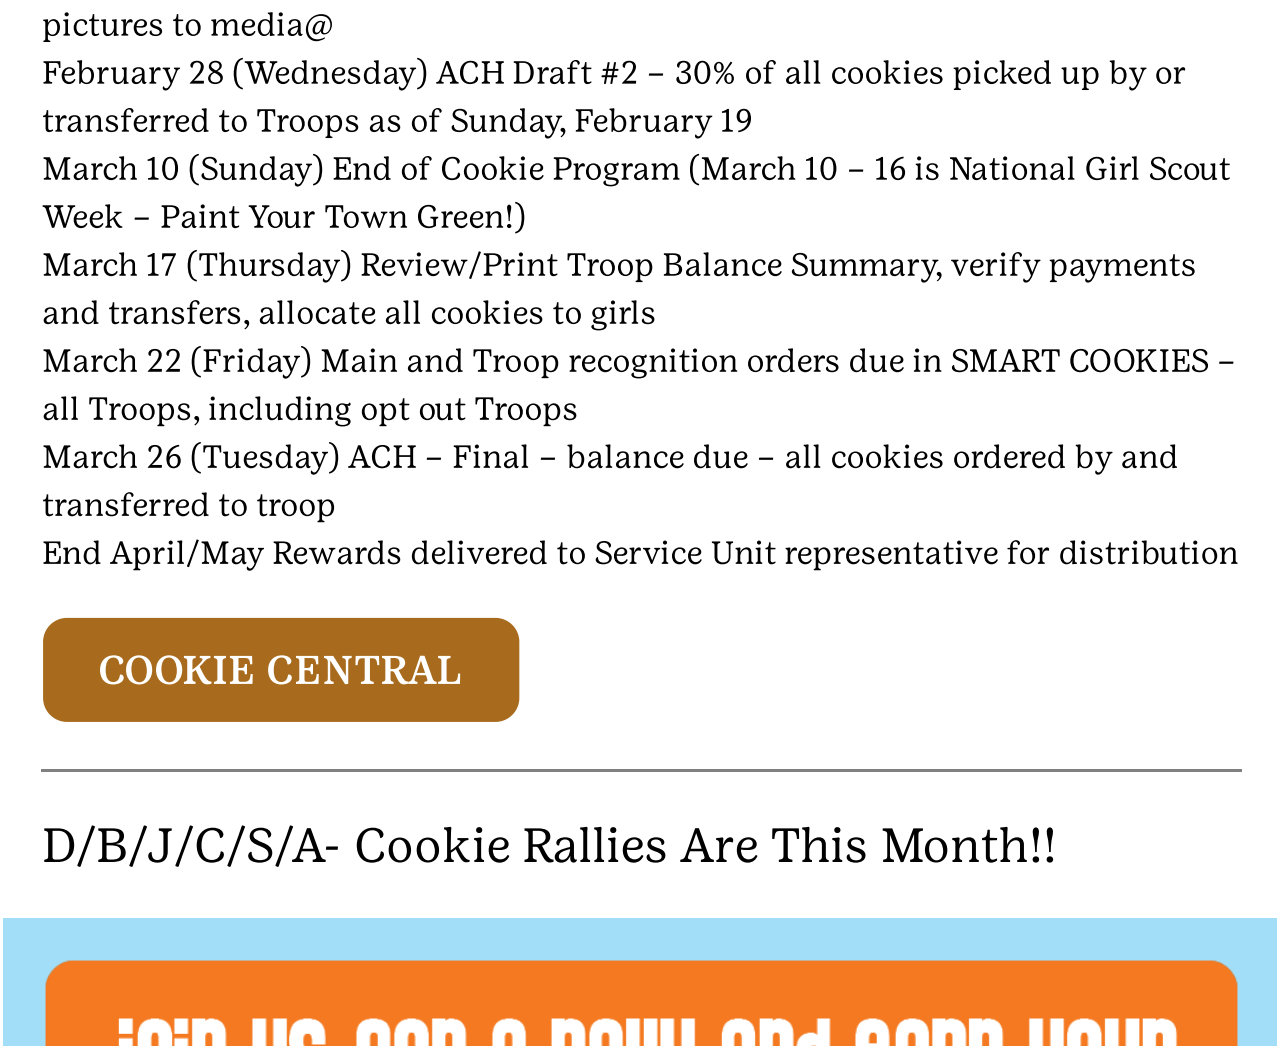 pictures to media@
February 28 (Wednesday) ACH Draft #2 – 30% of all cookies picked up by or
transferred to Troops as of Sunday, February 19
March 10 (Sunday) End of Cookie Program (March 10 – 16 is National Girl Scout
Week – Paint Your Town Green!)
March 17 (Thursday) Review/Print Troop Balance Summary, verify payments
and transfers, allocate all cookies to girls
March 22 (Friday) Main and Troop recognition orders due in SMART COOKIES –
all Troops, including opt out Troops
March 26 (Tuesday) ACH – Final – balance due – all cookies ordered by and
transferred to troop
End April/May Rewards delivered to Service Unit representative for distribution
COOKIE CENTRAL
D/B/J/C/S/A- Cookie Rallies Are This Month!!